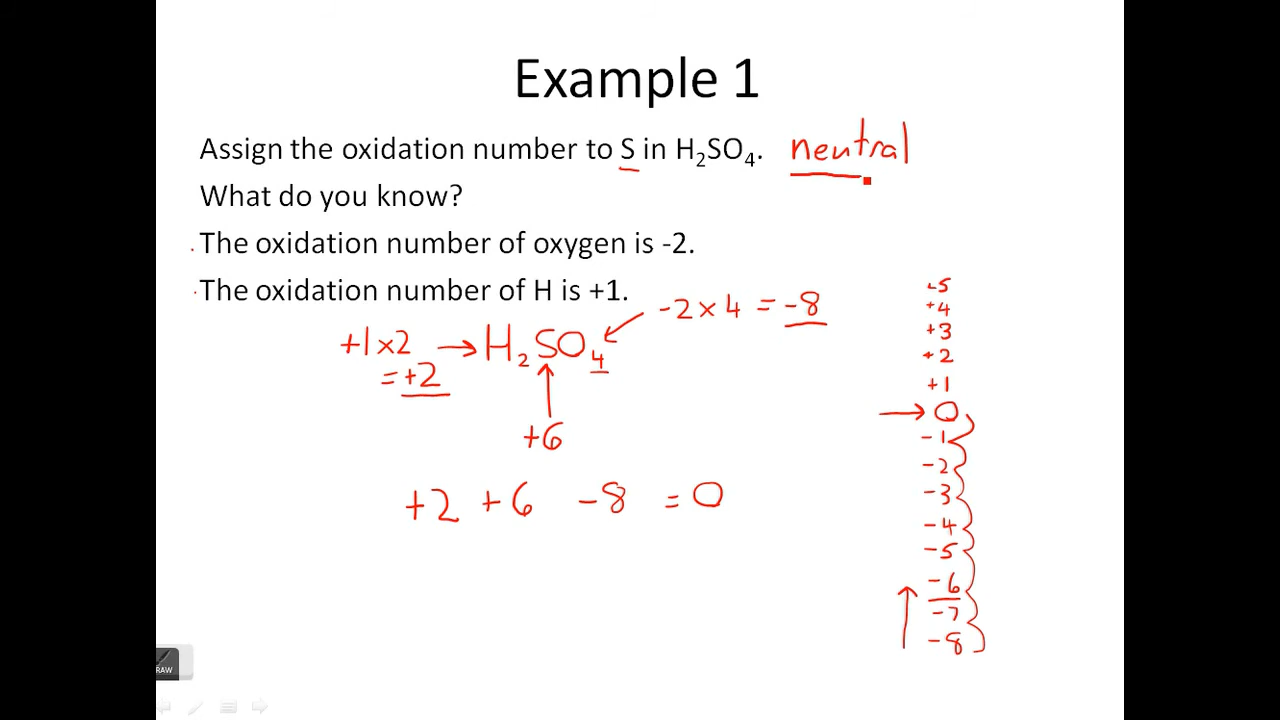 Example 1
Assign the oxidation number to S in H₂SO₄. neutral
What do you know?
The oxidation number of oxygen is -2.
The oxidation number of H is +1.
-2 × 4 = -8
+1 × 2 → H₂SO₄
= +2
+6
+2 +6 -8 = 0
+5
+4
+3
+2
+1
→ 0
-1
-2
-3
-4
-5
-6
-7
-8
RAW